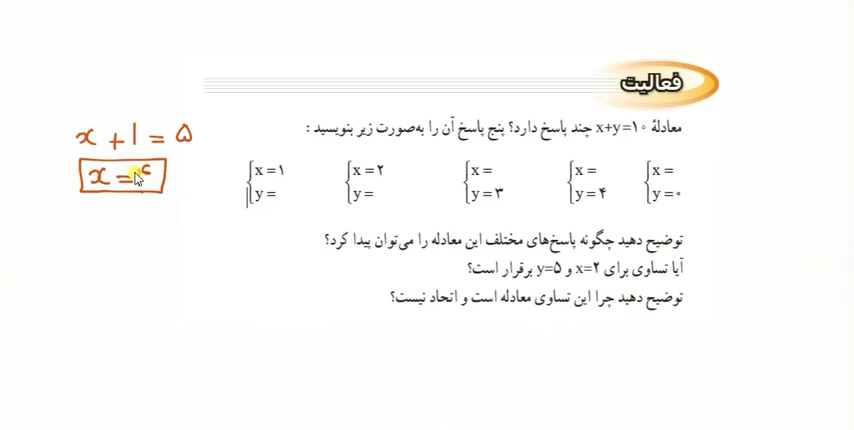 فعالیت
معادلهٔ x+y=۱۰ چند پاسخ دارد؟ پنج پاسخ آن را به‌صورت زیر بنویسید :
{x = ۱ {x = ۲ {x = {x = {x =
{y = {y = {y = ۳ {y = ۴ {y = ۰
توضیح دهید چگونه پاسخ‌های مختلف این معادله را می‌توان پیدا کرد؟
آیا تساوی برای x=۲ و y=۵ برقرار است؟
توضیح دهید چرا این تساوی معادله است و اتحاد نیست؟
x + 1 = ۵
x = ۴